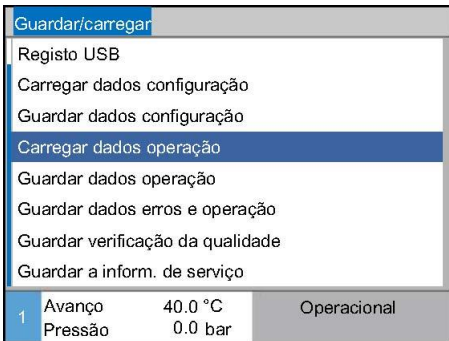 Guardar/carregar
Registo USB
Carregar dados configuração
Guardar dados configuração
Carregar dados operação
Guardar dados operação
Guardar dados erros e operação
Guardar verificação da qualidade
Guardar a inform. de serviço
1 Avanço 40.0 °C Operacional
Pressão 0.0 bar